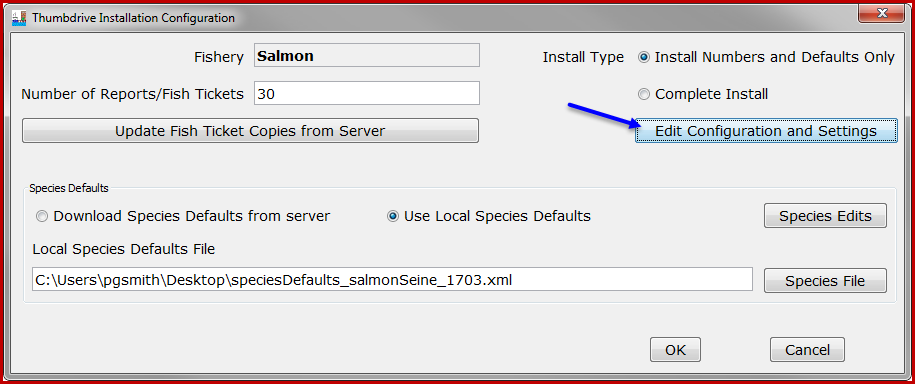 Thumbdrive Installation Configuration
Fishery Salmon Install Type Install Numbers and Defaults Only
Number of Reports/Fish Tickets 30 Complete Install
Update Fish Ticket Copies from Server Edit Configuration and Settings
Species Defaults
Download Species Defaults from server Use Local Species Defaults Species Edits
Local Species Defaults File
C:\Users\pgsmith\Desktop\speciesDefaults_salmonSeine_1703.xml Species File
OK Cancel